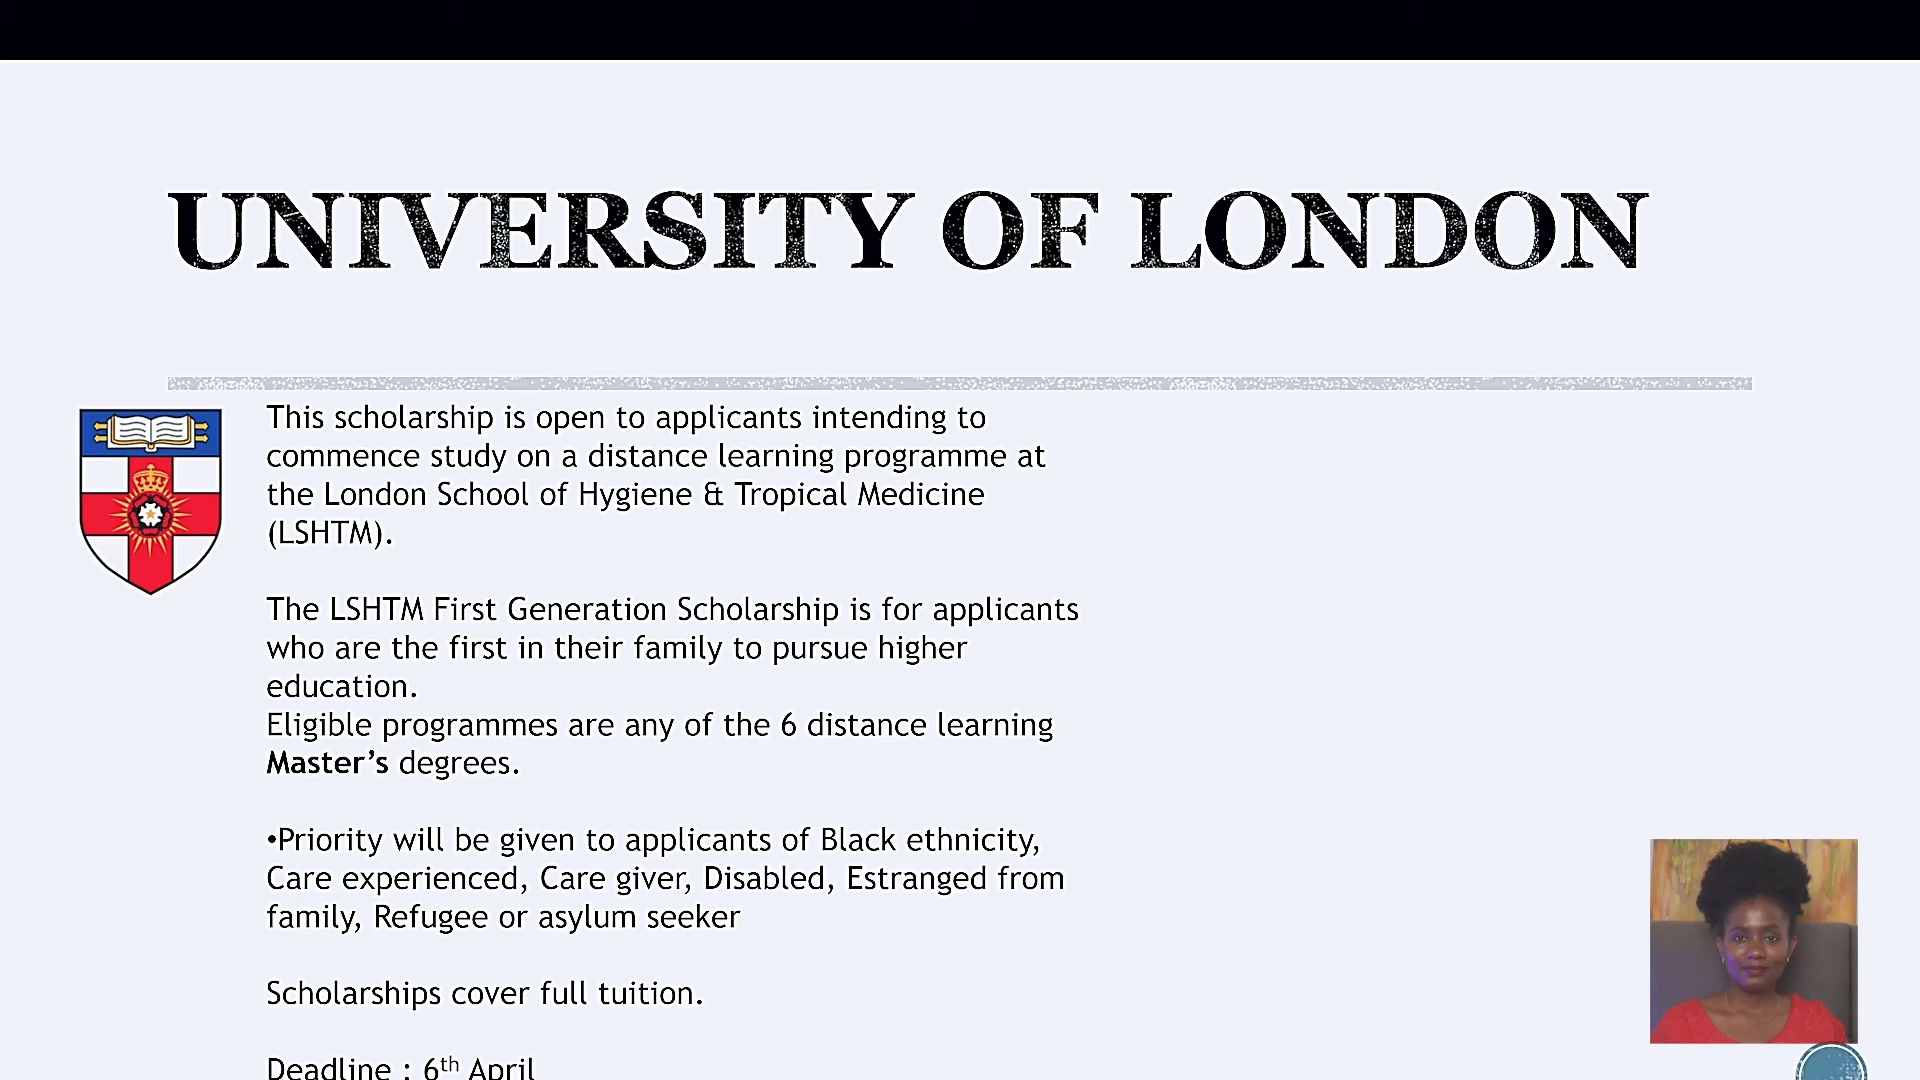 UNIVERSITY OF LONDON
This scholarship is open to applicants intending to
commence study on a distance learning programme at
the London School of Hygiene & Tropical Medicine
(LSHTM).
The LSHTM First Generation Scholarship is for applicants
who are the first in their family to pursue higher
education.
Eligible programmes are any of the 6 distance learning
Master’s degrees.
•Priority will be given to applicants of Black ethnicity,
Care experienced, Care giver, Disabled, Estranged from
family, Refugee or asylum seeker
Scholarships cover full tuition.
Deadline : 6th April